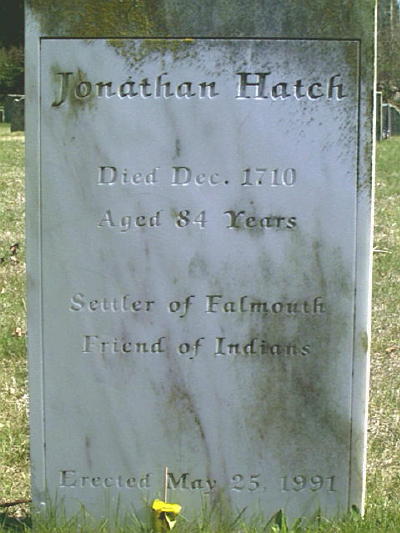 Jonathan Hatch
Died Dec. 1710
Aged 84 Years
Settler of Falmouth
Friend of Indians
Erected May 25, 1991